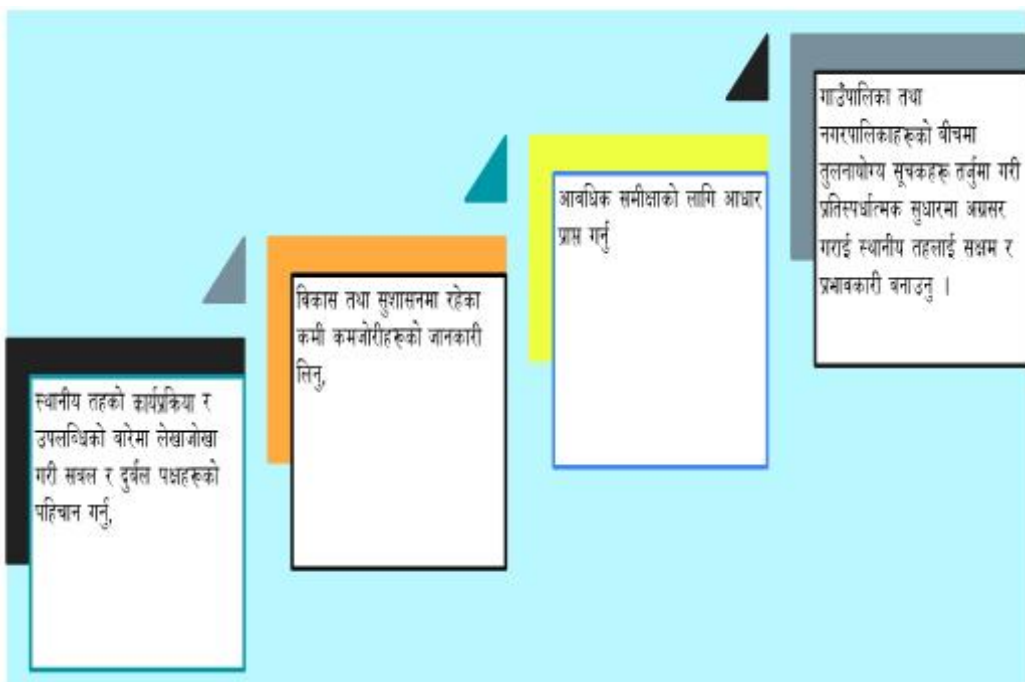 स्थानीय तहको कार्यप्रकिया र
उपलब्धिको बारेमा लेखाजोखा
गरी सबल र दुर्बल पक्षहरूको
पहिचान गर्नु,
विकास तथा सुशासनमा रहेका
कमी कमजोरीहरूको जानकारी
लिनु,
आवधिक समीक्षाको लागि आधार
प्राप्त गर्नु
गाउँपालिका तथा
नगरपालिकाहरूको बीचमा
तुलनायोग्य सूचकहरू तर्जुमा गरी
प्रतिस्पर्धात्मक सुधारमा अग्रसर
गराई स्थानीय तहलाई सक्षम र
प्रभावकारी बनाउनु ।